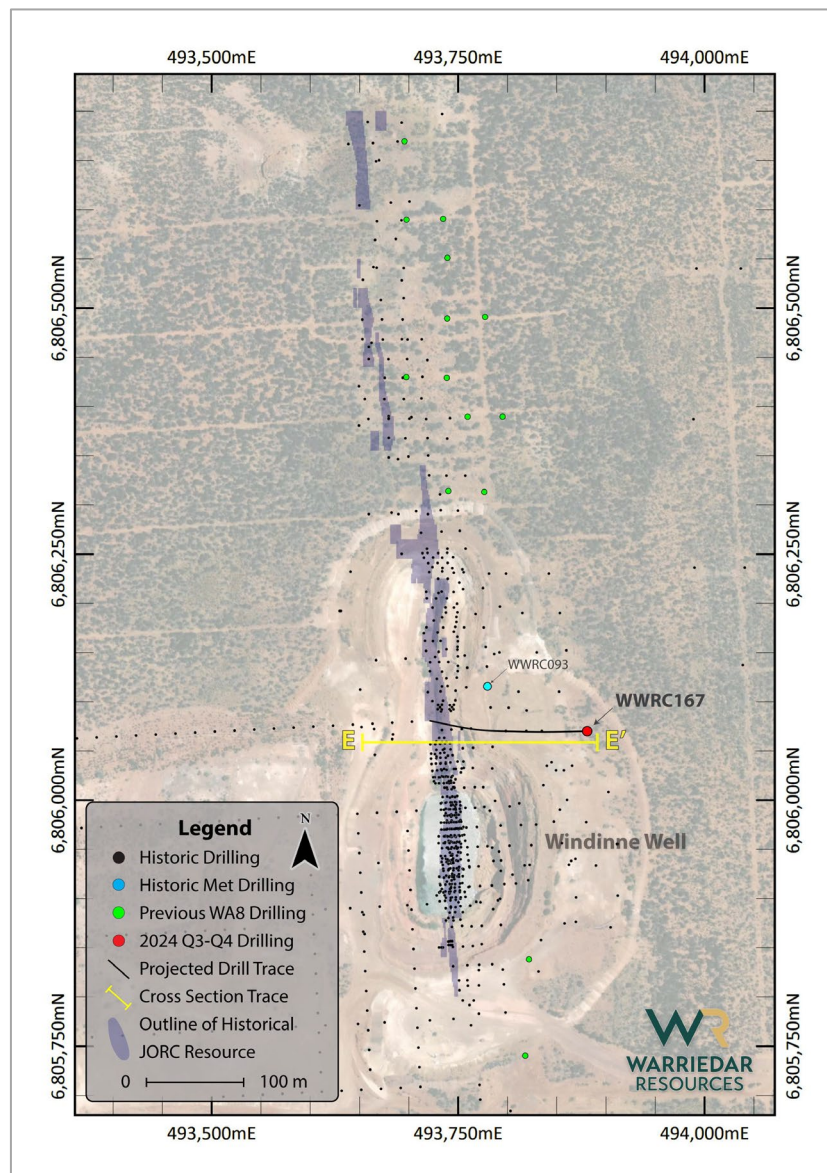 493,500mE 493,750mE 494,000mE
6,806,500mN 6,806,500mN
6,806,250mN 6,806,250mN
WWRC093
WWRC167
E E'
6,806,000mN 6,806,000mN
Windinne Well
Legend
N
Historic Drilling
Historic Met Drilling
Previous WA8 Drilling
2024 Q3-Q4 Drilling
Projected Drill Trace
Cross Section Trace
Outline of Historical
JORC Resource
0 100 m
6,805,750mN 6,805,750mN
WR
WARRIEDAR
RESOURCES
493,500mE 493,750mE 494,000mE